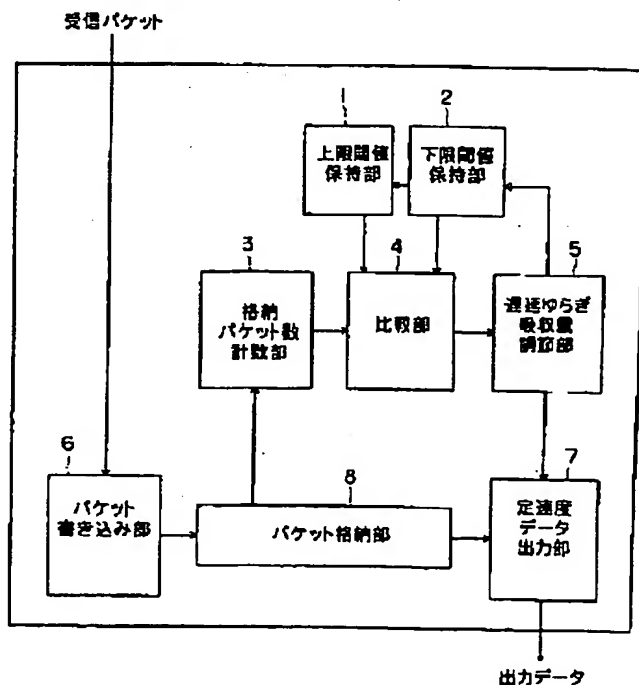 受信パケット
1
上限閾値
保持部
2
下限閾値
保持部
3
格納
パケット数
計数部
4
比較部
5
遅延ゆらぎ
吸収量
調節部
6
パケット
書き込み部
8
パケット格納部
7
定速度
データ
出力部
出力データ